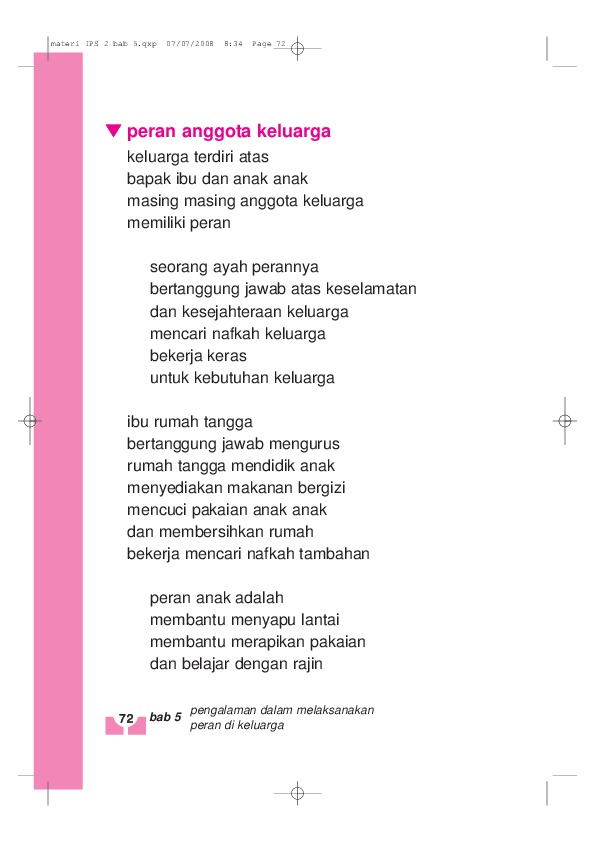 materi IPS 2 bab 5.qxp 07/07/2008 8:34 Page 72
peran anggota keluarga
keluarga terdiri atas
bapak ibu dan anak anak
masing masing anggota keluarga
memiliki peran
seorang ayah perannya
bertanggung jawab atas keselamatan
dan kesejahteraan keluarga
mencari nafkah keluarga
bekerja keras
untuk kebutuhan keluarga
ibu rumah tangga
bertanggung jawab mengurus
rumah tangga mendidik anak
menyediakan makanan bergizi
mencuci pakaian anak anak
dan membersihkan rumah
bekerja mencari nafkah tambahan
peran anak adalah
membantu menyapu lantai
membantu merapikan pakaian
dan belajar dengan rajin
72 bab 5 pengalaman dalam melaksanakan
peran di keluarga